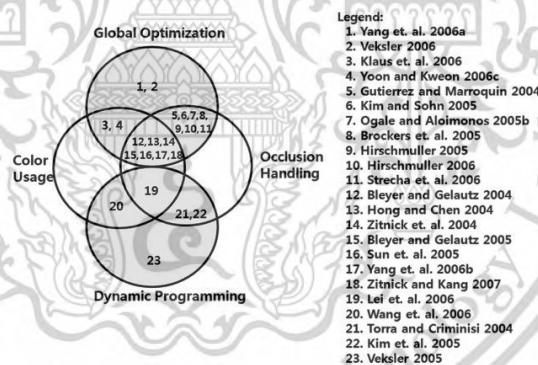 Global Optimization
1, 2
3, 4
5,6,7,8,
9,10,11
12,13,14
15,16,17,18
Color
Usage
Occlusion
Handling
19
20
21,22
23
Dynamic Programming
Legend:
1. Yang et. al. 2006a
2. Veksler 2006
3. Klaus et. al. 2006
4. Yoon and Kweon 2006c
5. Gutierrez and Marroquin 2004
6. Kim and Sohn 2005
7. Ogale and Aloimonos 2005b
8. Brockers et. al. 2005
9. Hirschmuller 2005
10. Hirschmuller 2006
11. Strecha et. al. 2006
12. Bleyer and Gelautz 2004
13. Hong and Chen 2004
14. Zitnick et. al. 2004
15. Bleyer and Gelautz 2005
16. Sun et. al. 2005
17. Yang et. al. 2006b
18. Zitnick and Kang 2007
19. Lei et. al. 2006
20. Wang et. al. 2006
21. Torra and Criminisi 2004
22. Kim et. al. 2005
23. Veksler 2005